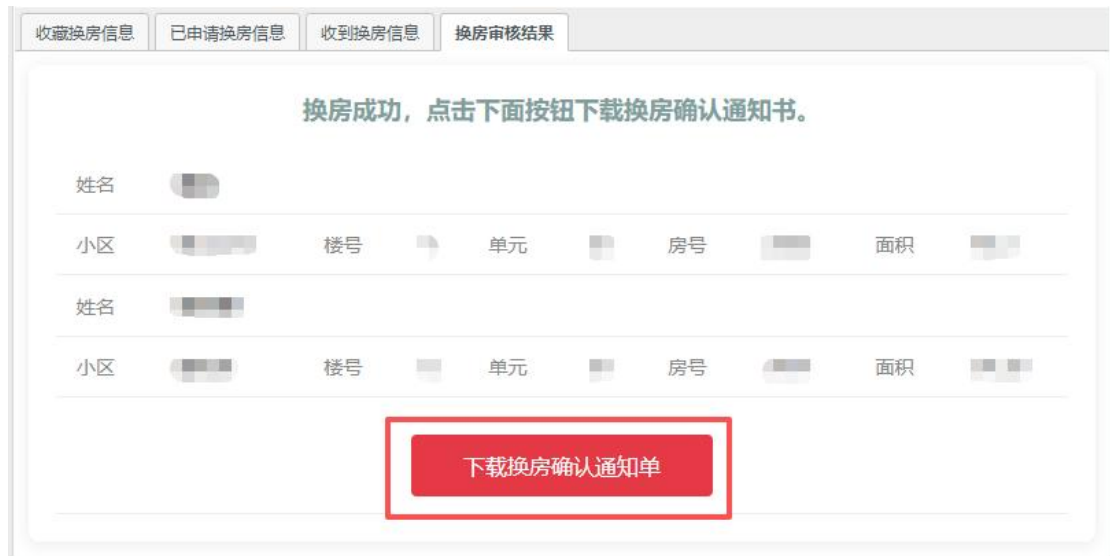 收藏换房信息 已申请换房信息 收到换房信息 换房审核结果
换房成功，点击下面按钮下载换房确认通知书。
姓名
小区 楼号 单元 房号 面积
姓名
小区 楼号 单元 房号 面积
下载换房确认通知单